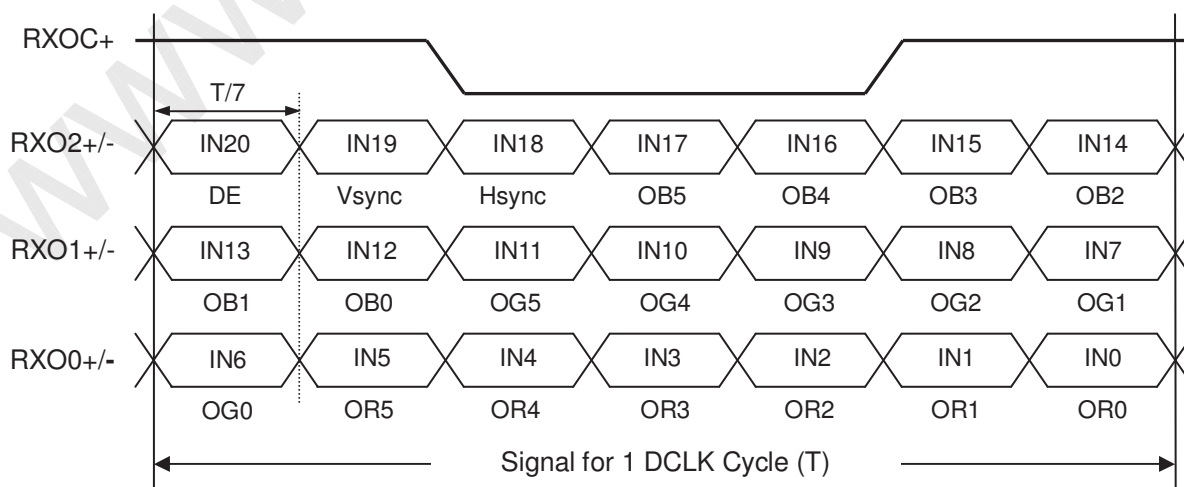 RXOC+
T/7
RXO2+/- IN20 IN19 IN18 IN17 IN16 IN15 IN14
DE Vsync Hsync OB5 OB4 OB3 OB2
RXO1+/- IN13 IN12 IN11 IN10 IN9 IN8 IN7
OB1 OB0 OG5 OG4 OG3 OG2 OG1
RXO0+/- IN6 IN5 IN4 IN3 IN2 IN1 IN0
OG0 OR5 OR4 OR3 OR2 OR1 OR0
Signal for 1 DCLK Cycle (T)